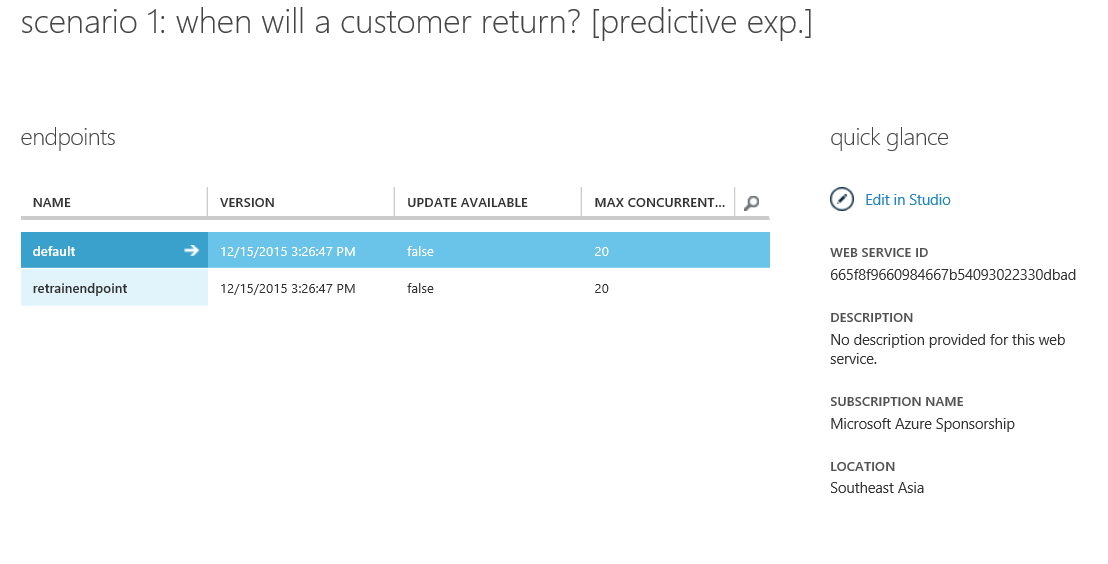 scenario 1: when will a customer return? [predictive exp.]
endpoints
NAME VERSION UPDATE AVAILABLE MAX CONCURRENT...
default 12/15/2015 3:26:47 PM false 20
retrainendpoint 12/15/2015 3:26:47 PM false 20
quick glance
Edit in Studio
WEB SERVICE ID
665f8f9660984667b54093022330dbad
DESCRIPTION
No description provided for this web
service.
SUBSCRIPTION NAME
Microsoft Azure Sponsorship
LOCATION
Southeast Asia